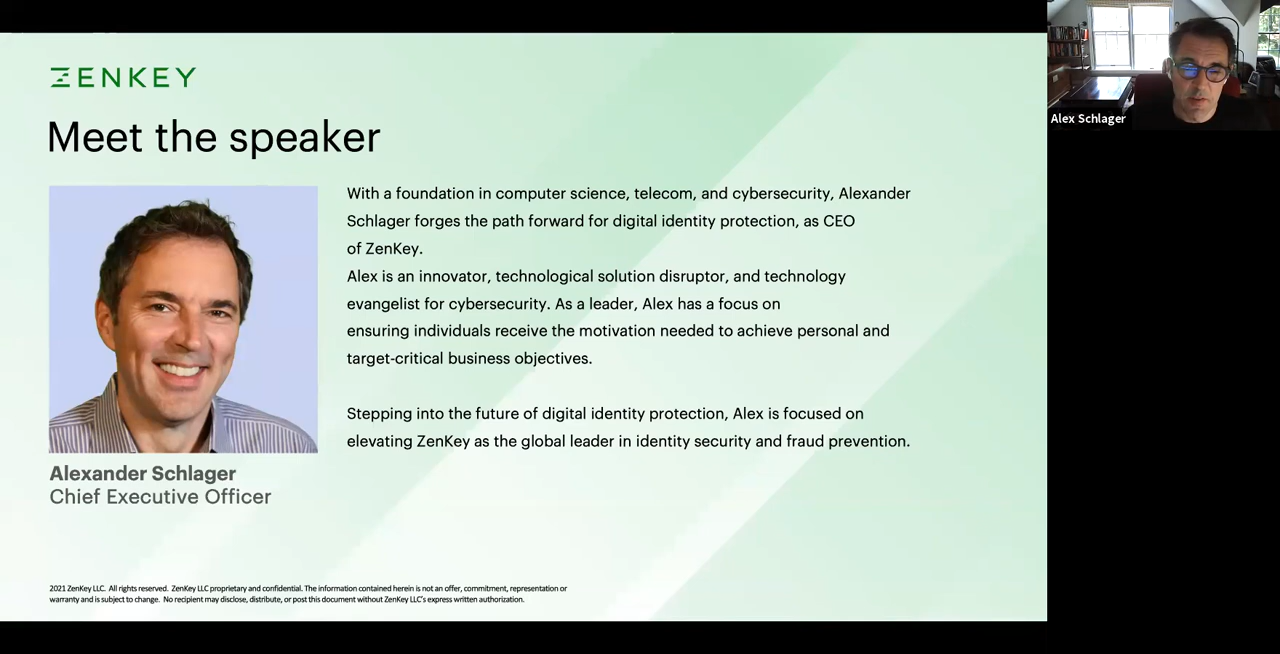 ZENKEY
Meet the speaker
With a foundation in computer science, telecom, and cybersecurity, Alexander
Schlager forges the path forward for digital identity protection, as CEO
of ZenKey.
Alex is an innovator, technological solution disruptor, and technology
evangelist for cybersecurity. As a leader, Alex has a focus on
ensuring individuals receive the motivation needed to achieve personal and
target-critical business objectives.
Stepping into the future of digital identity protection, Alex is focused on
elevating ZenKey as the global leader in identity security and fraud prevention.
Alexander Schlager
Chief Executive Officer
2021 ZenKey LLC. All rights reserved. ZenKey LLC proprietary and confidential. The information contained herein is not an offer, commitment, representation or
warranty and is subject to change. No recipient may disclose, distribute, or post this document without ZenKey LLC's express written authorization.
Alex Schlager